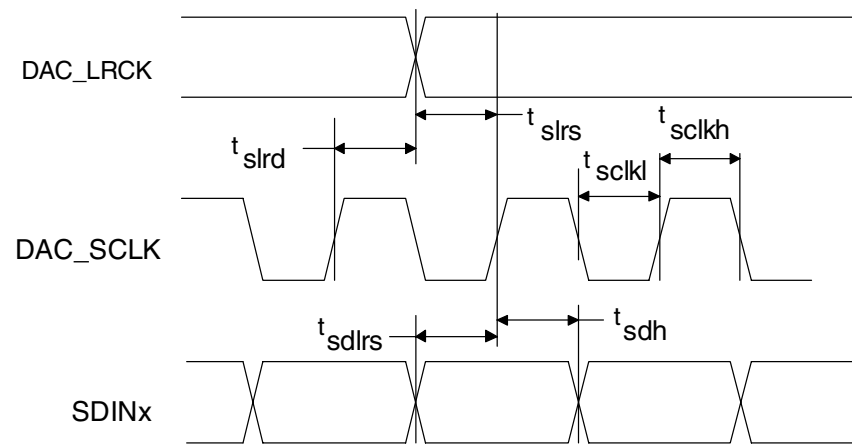 DAC_LRCK
t slrd
t slrs
t sclkl
t sclkh
DAC_SCLK
t sdlrs
t sdh
SDINx